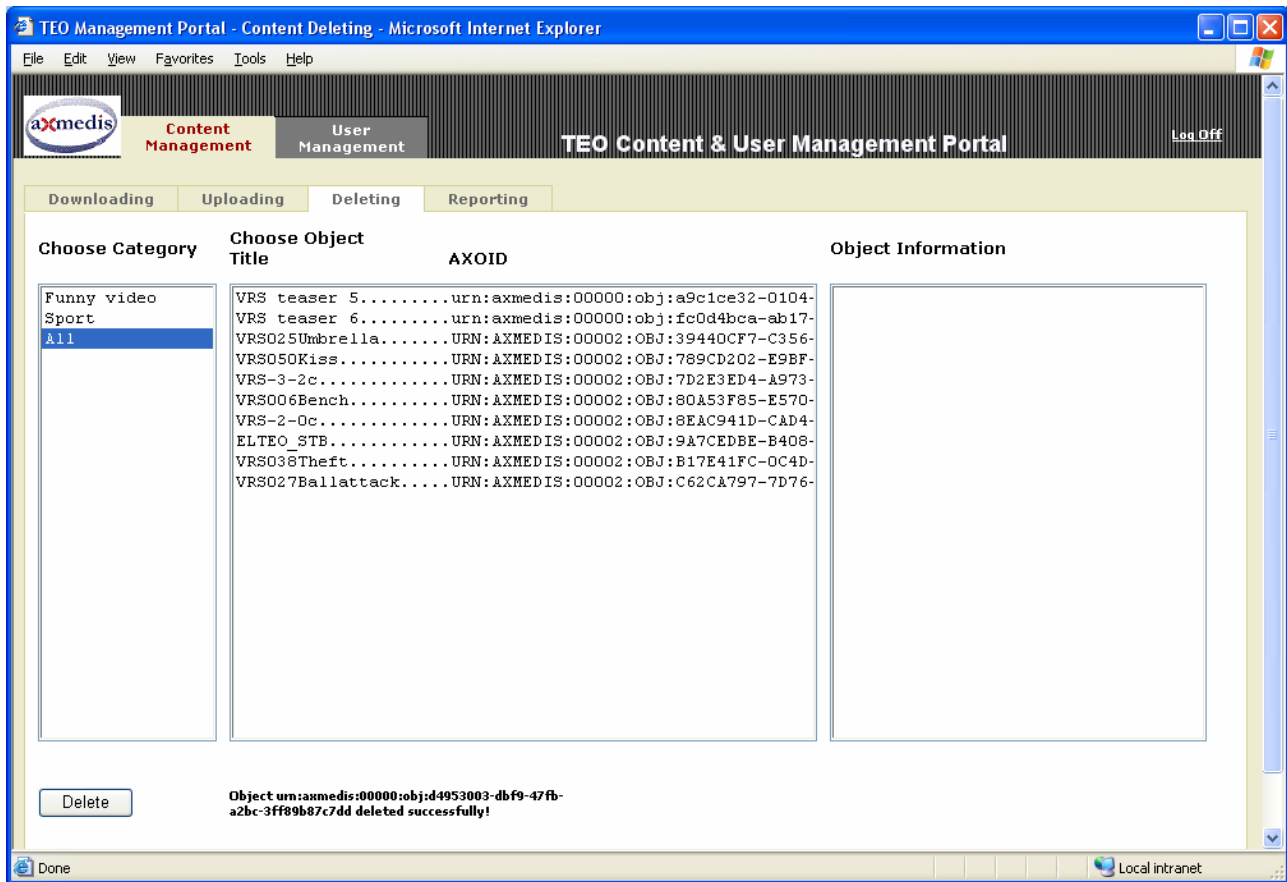 TEO Management Portal - Content Deleting - Microsoft Internet Explorer
File Edit View Favorites Tools Help
axmedis
Content Management
User Management
TEO Content & User Management Portal
Log Off
Downloading Uploading Deleting Reporting
Choose Category
Choose Object
Title AXOID
Object Information
Funny video
Sport
All
VRS teaser 5.........urn:axmedis:00000:obj:a9c1ce32-0104-
VRS teaser 6.........urn:axmedis:00000:obj:fc0d4bca-ab17-
VRS025Umbrella.......URN:AXMEDIS:00002:OBJ:39440CF7-C356-
VRS050Kiss...........URN:AXMEDIS:00002:OBJ:789CD202-E9BF-
VRS-3-2c.............URN:AXMEDIS:00002:OBJ:7D2E3ED4-A973-
VRS006Bench..........URN:AXMEDIS:00002:OBJ:80A53F85-E570-
VRS-2-0c.............URN:AXMEDIS:00002:OBJ:8EAC941D-CAD4-
ELTEO_STB............URN:AXMEDIS:00002:OBJ:9A7CEDBE-B408-
VRS038Theft..........URN:AXMEDIS:00002:OBJ:B17E41FC-0C4D-
VRS027Ballattack.....URN:AXMEDIS:00002:OBJ:C62CA797-7D76-
Delete
Object urn:axmedis:00000:obj:d4953003-dbf9-47fb-
a2bc-3ff89b87c7dd deleted successfully!
Done
Local intranet